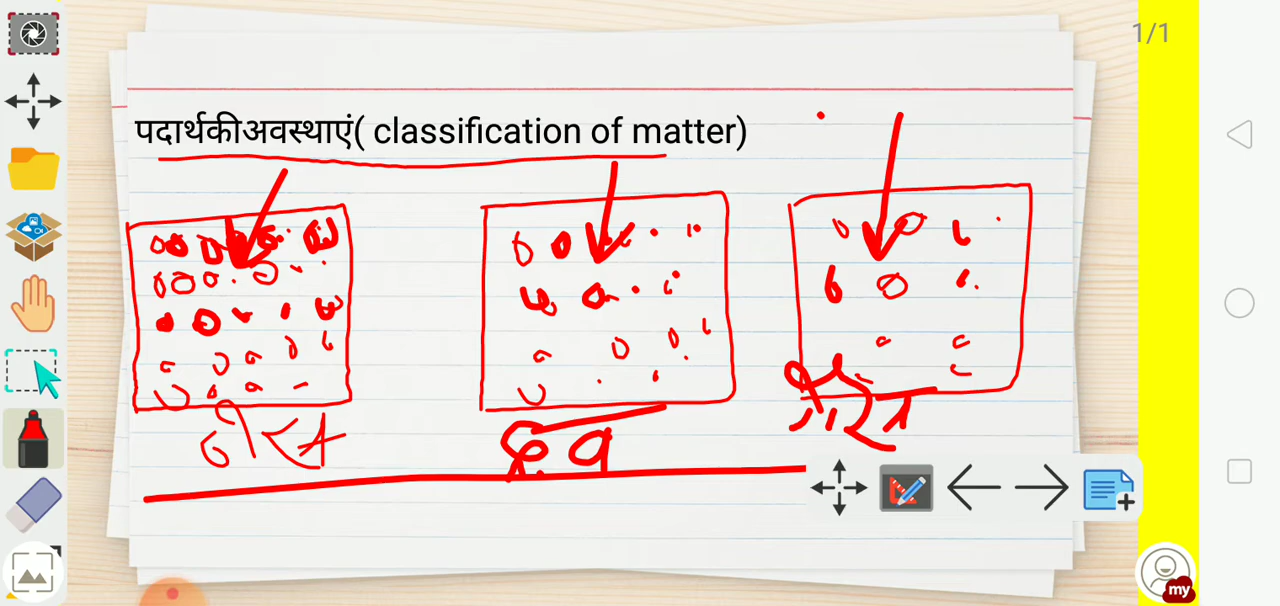 1/1
पदार्थकीअवस्थाएं( classification of matter)
ठोस
द्रव
गैस
my